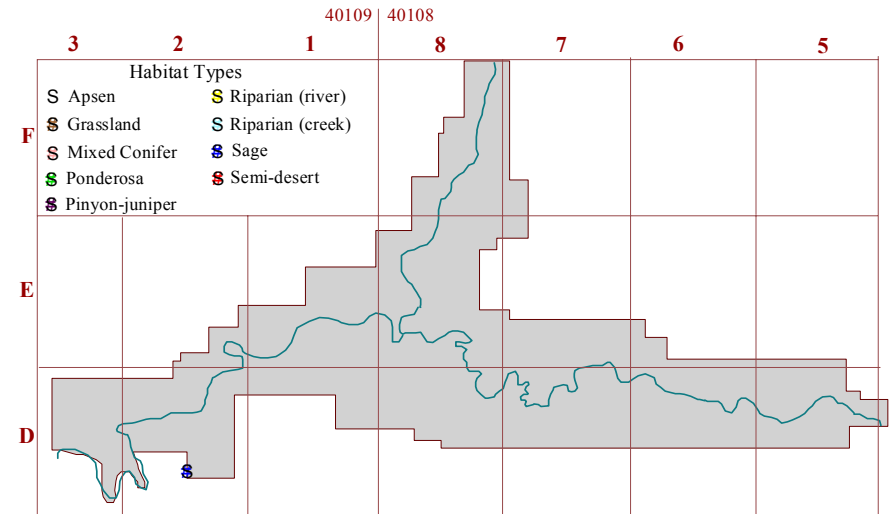 40109 40108
3 2 1 8 7 6 5
Habitat Types
S Apsen S Riparian (river)
S Grassland S Riparian (creek)
S Mixed Conifer S Sage
S Ponderosa S Semi-desert
S Pinyon-juniper
F
E
D
S